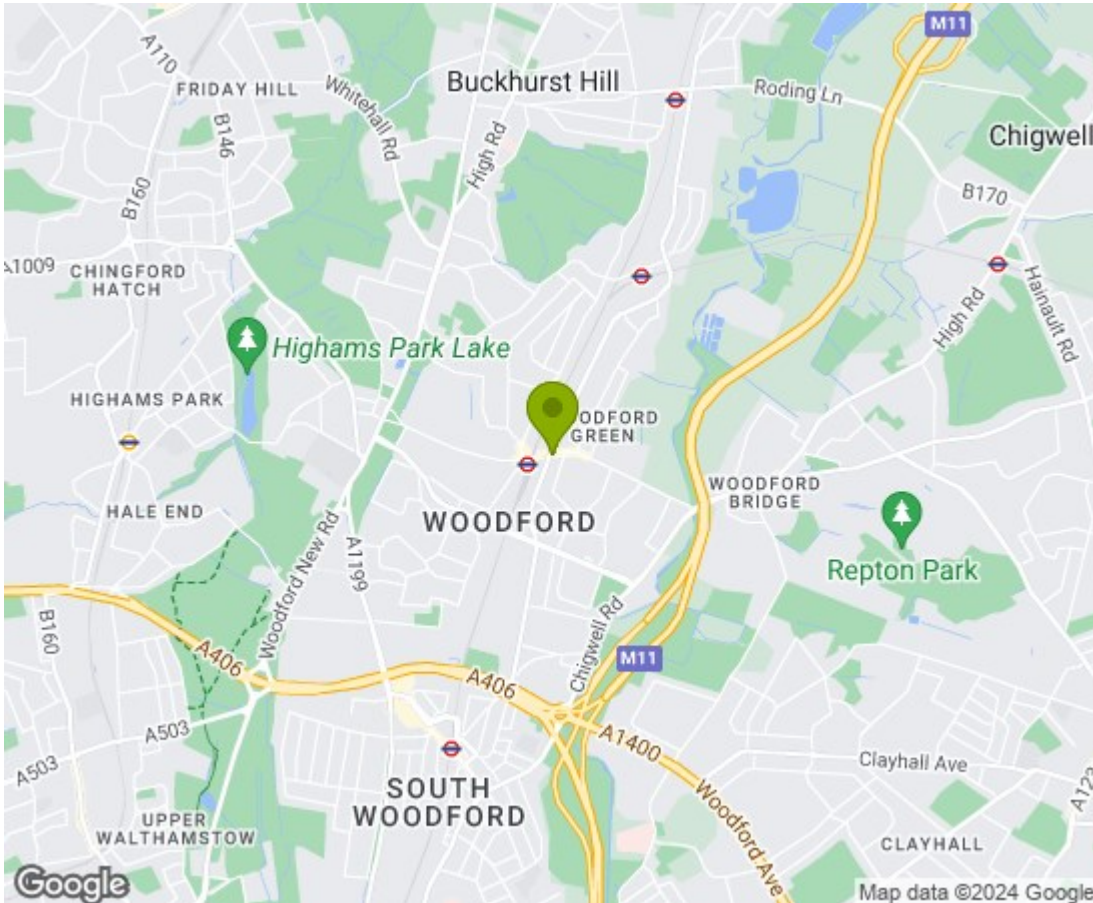 M11
A110
Buckhurst Hill
FRIDAY HILL
Whitehall Rd
High Rd
Roding Ln
Chigwell
B146
B160
B170
A1009
CHINGFORD
HATCH
High Rd
Hainault Rd
Highams Park Lake
HIGHAMS PARK
ODFORD
GREEN
WOODFORD
BRIDGE
HALE END
WOODFORD
Woodford New Rd
A1199
Repton Park
B160
A406
Chigwell Rd
M11
A406
A503
A1400
A503
Clayhall Ave
Woodford Ave
A123
SOUTH
WOODFORD
UPPER
WALTHAMSTOW
CLAYHALL
Google
Map data ©2024 Google